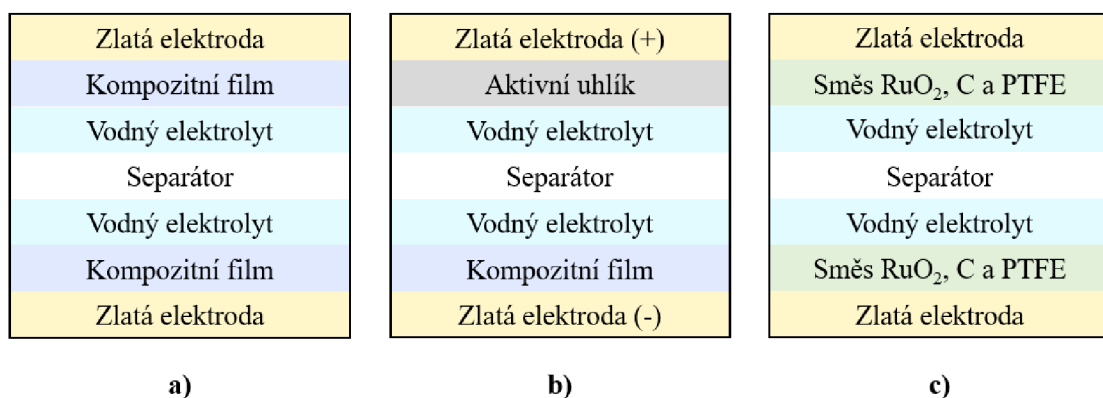 Zlatá elektroda
Kompozitní film
Vodný elektrolyt
Separátor
Vodný elektrolyt
Kompozitní film
Zlatá elektroda
a)
Zlatá elektroda (+)
Aktivní uhlík
Vodný elektrolyt
Separátor
Vodný elektrolyt
Kompozitní film
Zlatá elektroda (-)
b)
Zlatá elektroda
Směs RuO₂, C a PTFE
Vodný elektrolyt
Separátor
Vodný elektrolyt
Směs RuO₂, C a PTFE
Zlatá elektroda
c)